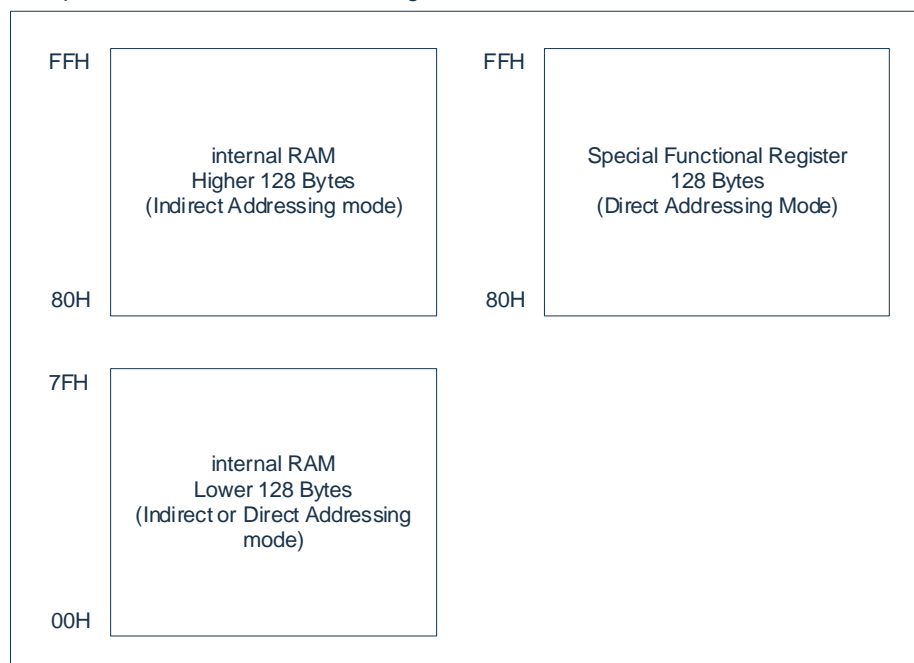 FFH
internal RAM
Higher 128 Bytes
(Indirect Addressing mode)
80H
FFH
Special Functional Register
128 Bytes
(Direct Addressing Mode)
80H
7FH
internal RAM
Lower 128 Bytes
(Indirect or Direct Addressing
mode)
00H